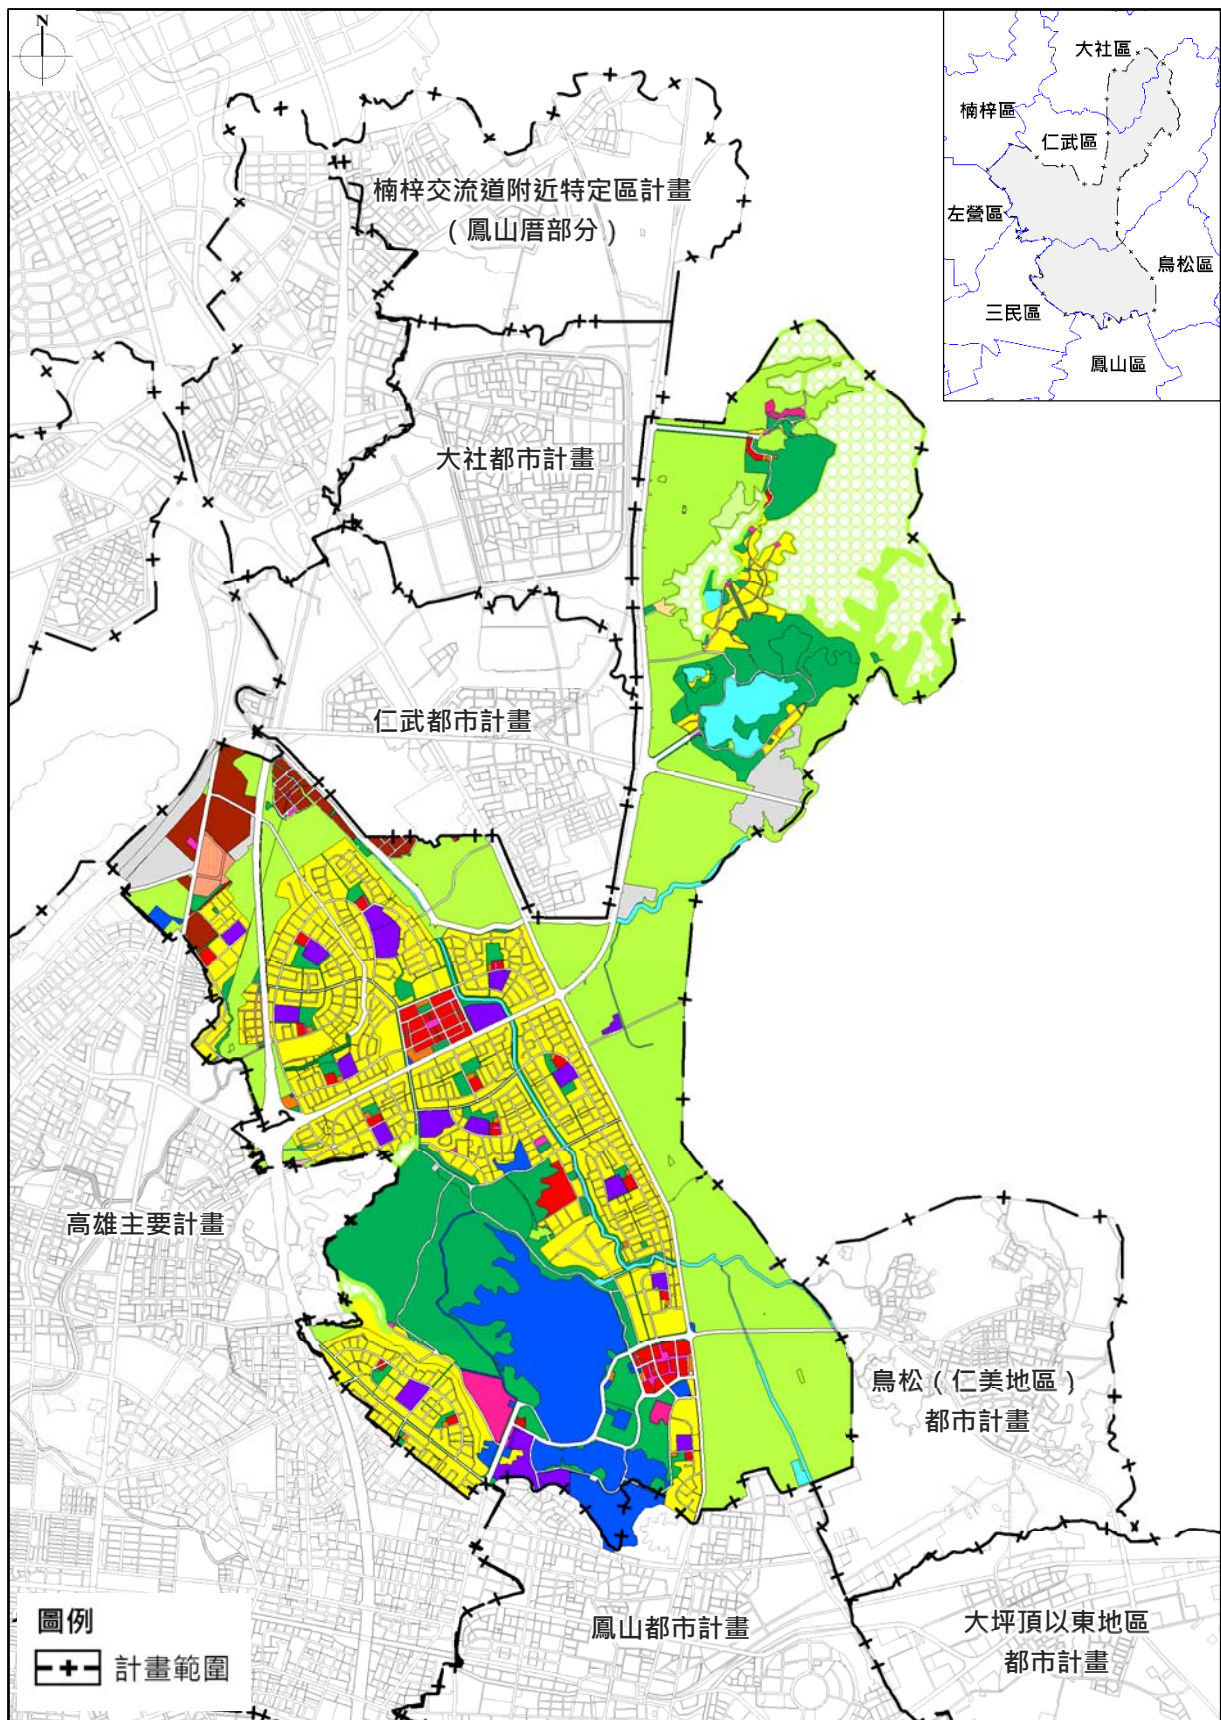 N
大社區
楠梓區
仁武區
左營區
鳥松區
三民區
鳳山區
楠梓交流道附近特定區計畫
（鳳山厝部分）
大社都市計畫
仁武都市計畫
高雄主要計畫
鳥松（仁美地區）
都市計畫
鳳山都市計畫
大坪頂以東地區
都市計畫
圖例
計畫範圍